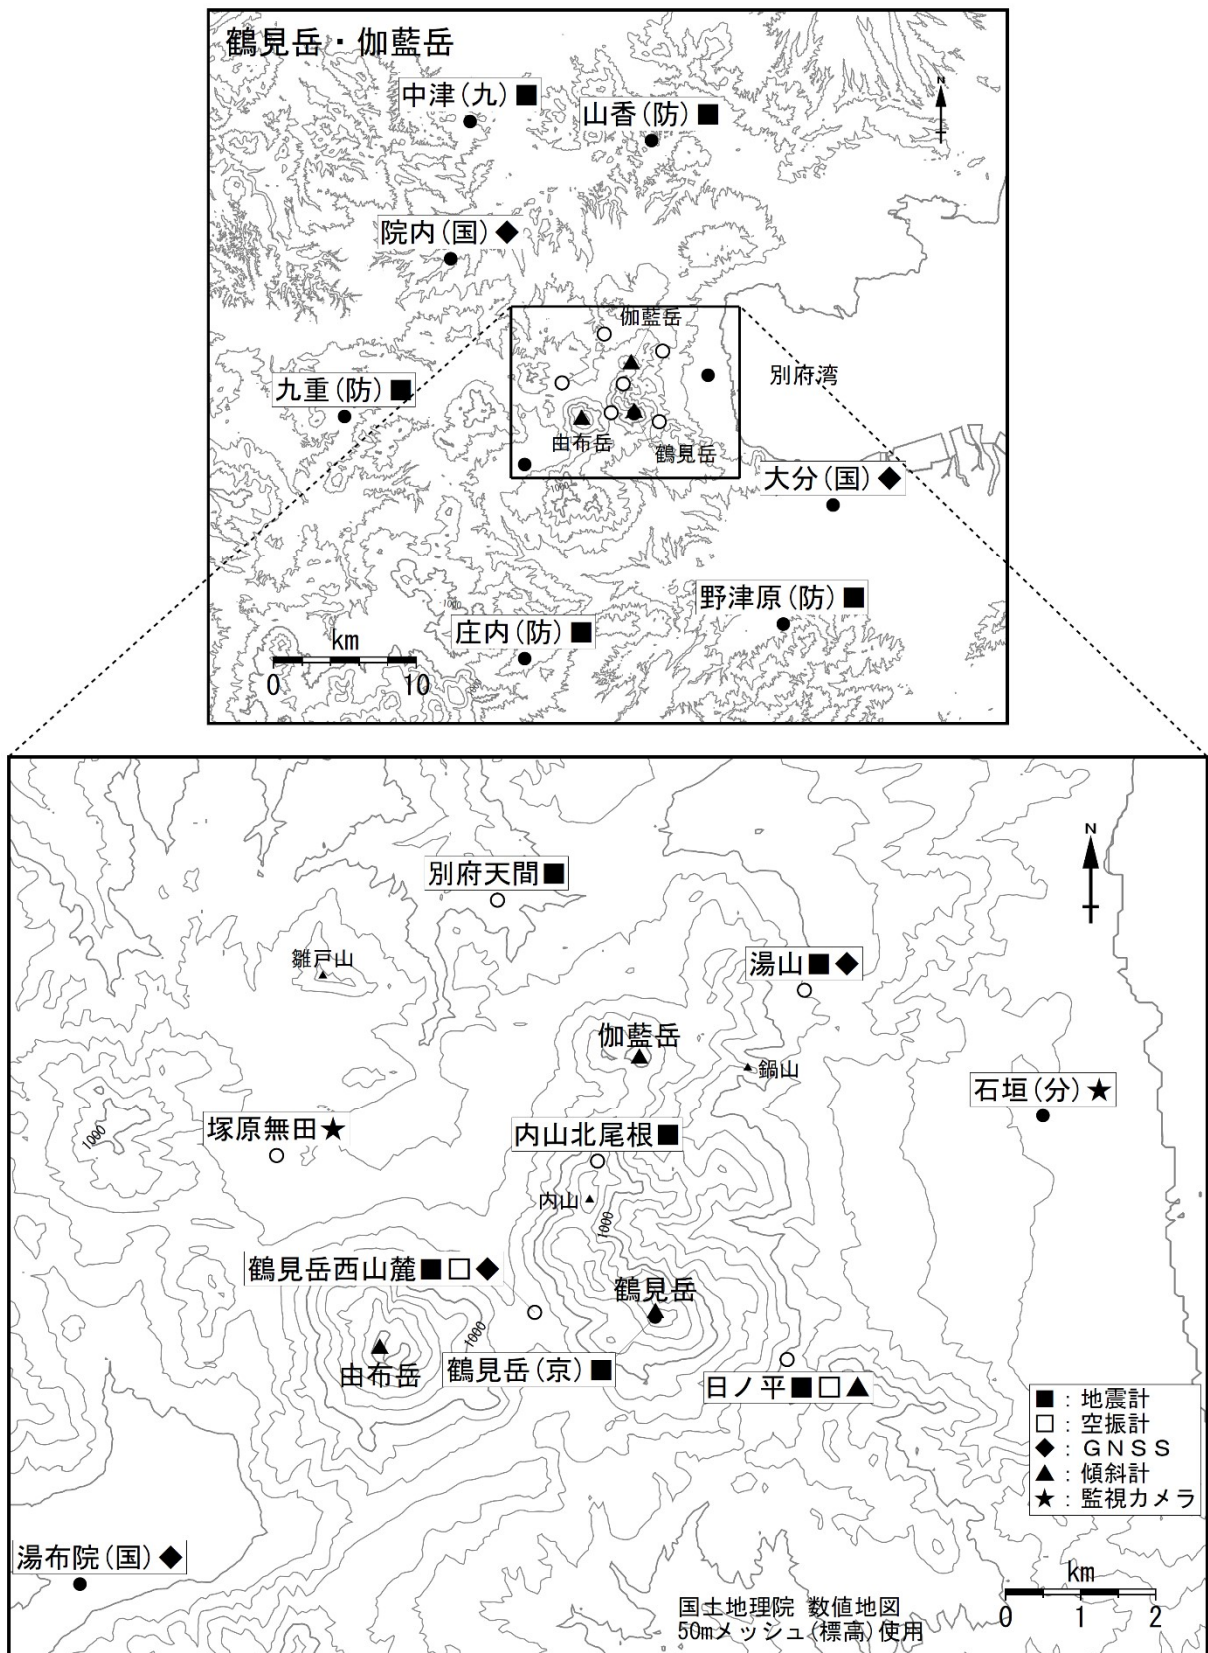 鶴見岳・伽藍岳
N
中津(九)■
山香(防)■
院内(国)◆
伽藍岳
九重(防)■
別府湾
由布岳
鶴見岳
大分(国)◆
1000
1000
野津原(防)■
庄内(防)■
km
0 10
N
別府天間■
雛戸山
湯山■◆
伽藍岳
鍋山
石垣(分)★
1000
塚原無田★
内山北尾根■
内山
1000
鶴見岳西山麓■□◆
鶴見岳
1000
由布岳
鶴見岳(京)■
日ノ平■□▲
■:地震計
□:空振計
◆:GNSS
▲:傾斜計
★:監視カメラ
湯布院(国)◆
km
0 1 2
国土地理院 数値地図
50mメッシュ(標高)使用